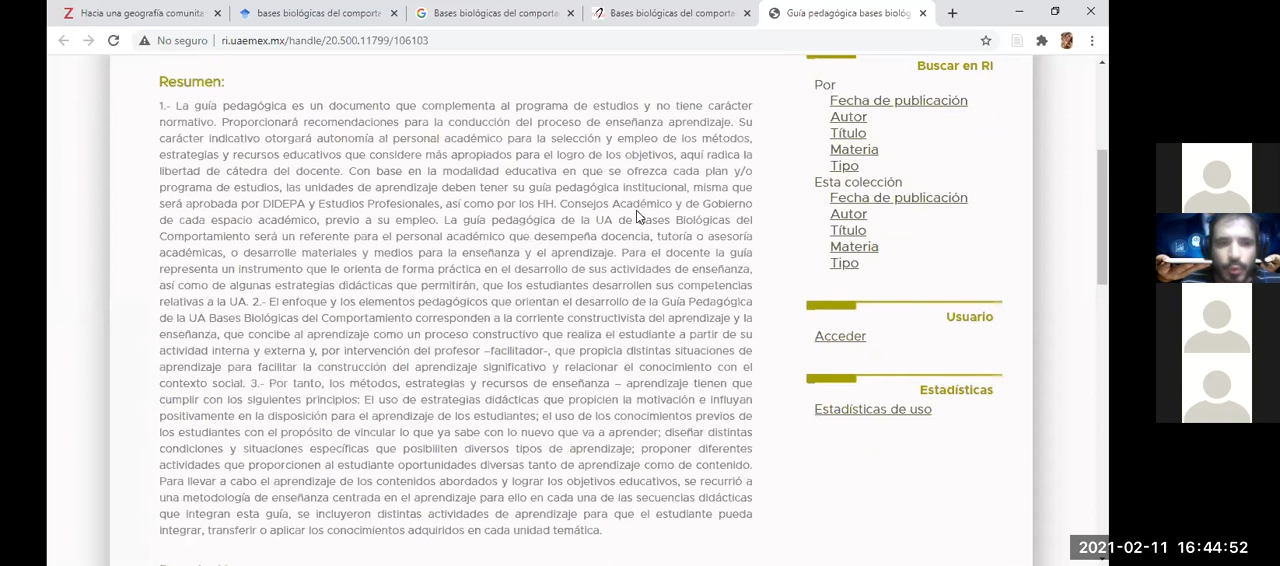 Hacia una geografía comunita
bases biológicas del comporta
Bases biológicas del comporta
Bases biológicas del comporta
Guía pedagógica bases biológ
No seguro
ri.uaemex.mx/handle/20.500.11799/106103
Resumen:
1.- La guía pedagógica es un documento que complementa al programa de estudios y no tiene carácter
normativo. Proporcionará recomendaciones para la conducción del proceso de enseñanza aprendizaje. Su
carácter indicativo otorgará autonomía al personal académico para la selección y empleo de los métodos,
estrategias y recursos educativos que considere más apropiados para el logro de los objetivos, aquí radica la
libertad de cátedra del docente. Con base en la modalidad educativa en que se ofrezca cada plan y/o
programa de estudios, las unidades de aprendizaje deben tener su guía pedagógica institucional, misma que
será aprobada por DIDEPA y Estudios Profesionales, así como por los HH. Consejos Académico y de Gobierno
de cada espacio académico, previo a su empleo. La guía pedagógica de la UA de Bases Biológicas del
Comportamiento será un referente para el personal académico que desempeña docencia, tutoría o asesoría
académicas, o desarrolle materiales y medios para la enseñanza y el aprendizaje. Para el docente la guía
representa un instrumento que le orienta de forma práctica en el desarrollo de sus actividades de enseñanza,
así como de algunas estrategias didácticas que permitirán, que los estudiantes desarrollen sus competencias
relativas a la UA. 2.- El enfoque y los elementos pedagógicos que orientan el desarrollo de la Guía Pedagógica
de la UA Bases Biológicas del Comportamiento corresponden a la corriente constructivista del aprendizaje y la
enseñanza, que concibe al aprendizaje como un proceso constructivo que realiza el estudiante a partir de su
actividad interna y externa y, por intervención del profesor –facilitador-, que propicia distintas situaciones de
aprendizaje para facilitar la construcción del aprendizaje significativo y relacionar el conocimiento con el
contexto social. 3.- Por tanto, los métodos, estrategias y recursos de enseñanza – aprendizaje tienen que
cumplir con los siguientes principios: El uso de estrategias didácticas que propicien la motivación e influyan
positivamente en la disposición para el aprendizaje de los estudiantes; el uso de los conocimientos previos de
los estudiantes con el propósito de vincular lo que ya sabe con lo nuevo que va a aprender; diseñar distintas
condiciones y situaciones específicas que posibiliten diversos tipos de aprendizaje; proponer diferentes
actividades que proporcionen al estudiante oportunidades diversas tanto de aprendizaje como de contenido.
Para llevar a cabo el aprendizaje de los contenidos abordados y lograr los objetivos educativos, se recurrió a
una metodología de enseñanza centrada en el aprendizaje para ello en cada una de las secuencias didácticas
que integran esta guía, se incluyeron distintas actividades de aprendizaje para que el estudiante pueda
integrar, transferir o aplicar los conocimientos adquiridos en cada unidad temática.
Buscar en RI
Por
Fecha de publicación
Autor
Título
Materia
Tipo
Esta colección
Fecha de publicación
Autor
Título
Materia
Tipo
Usuario
Acceder
Estadísticas
Estadísticas de uso
2021-02-11 16:44:52